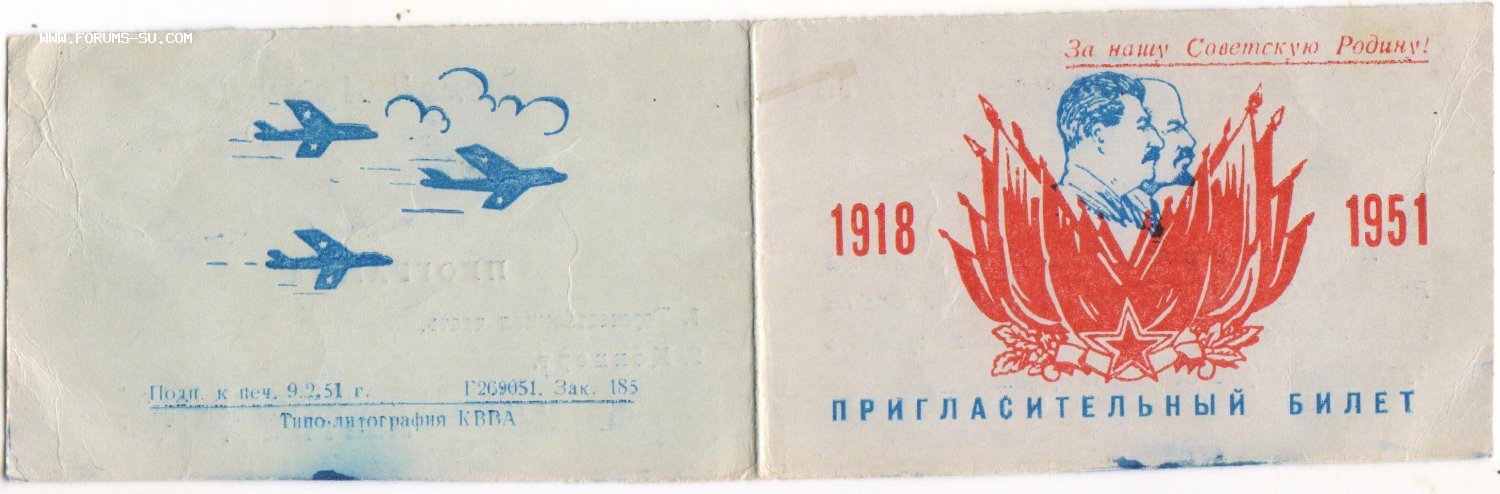 WWW.FORUMS-SU.COM
Подп. к печ. 9.2.51 г. Г269051. Зак. 185
Типо-литография КВВА
За нашу Советскую Родину!
1918 1951
ПРИГЛАСИТЕЛЬНЫЙ БИЛЕТ